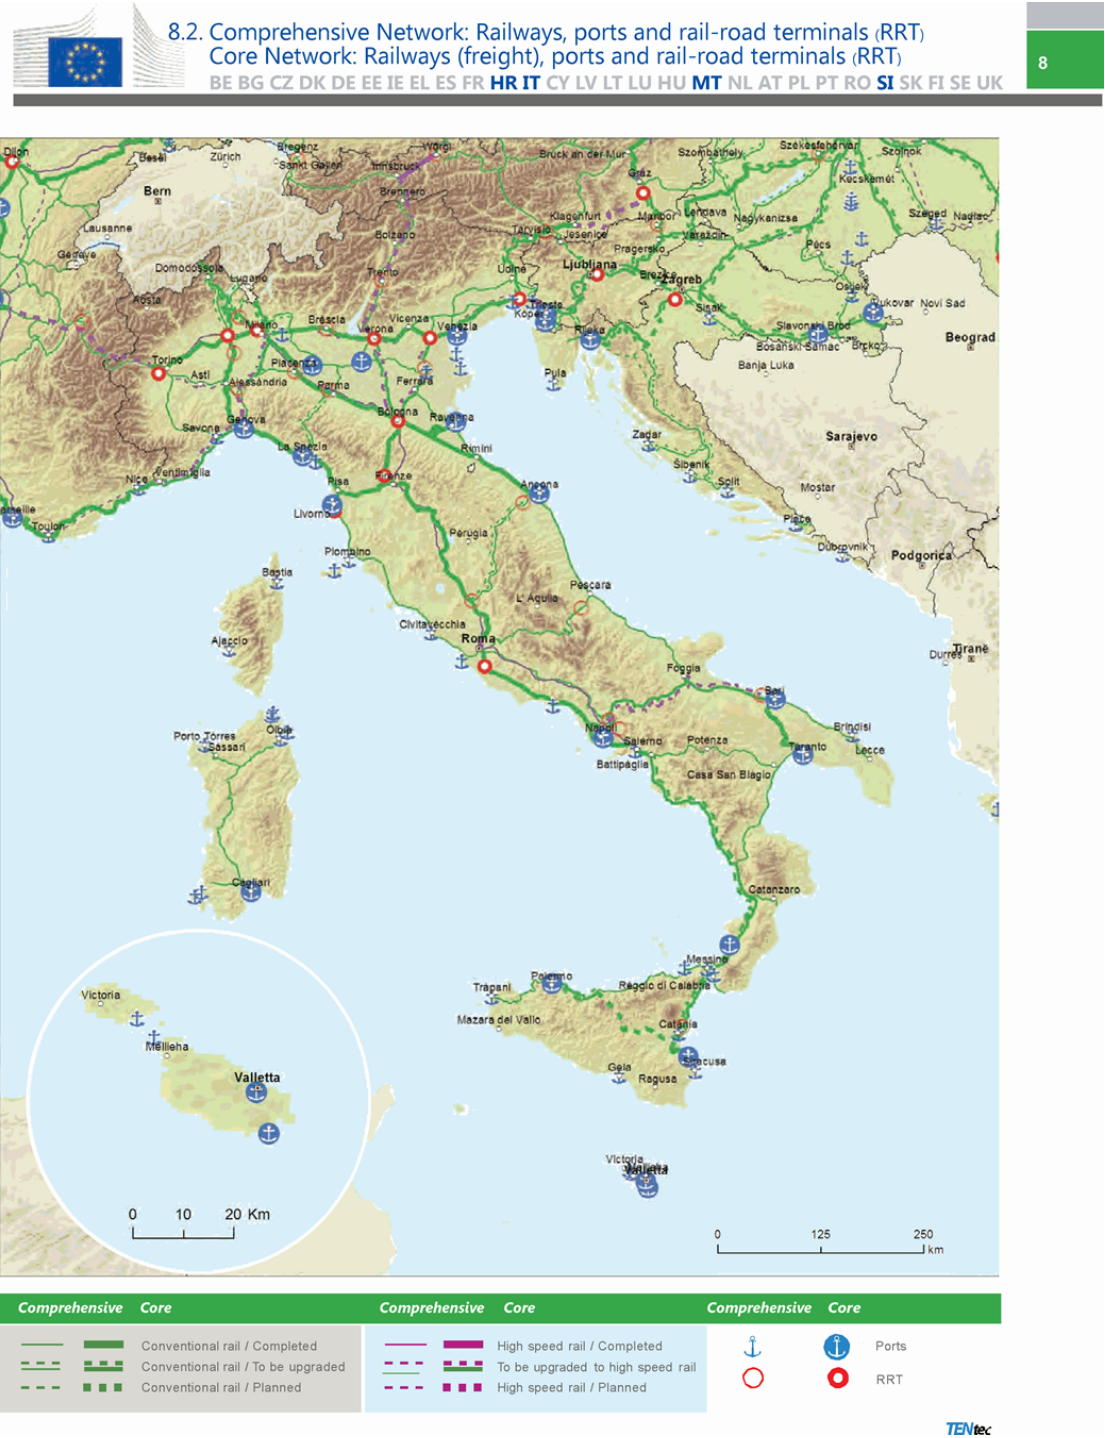 8.2. Comprehensive Network: Railways, ports and rail-road terminals (RRT)
Core Network: Railways (freight), ports and rail-road terminals (RRT)
8
BE BG CZ DK DE EE IE EL ES FR HR IT CY LV LT LU HU MT NL AT PL PT RO SI SK FI SE UK
Dijon
Basel
Zürich
Bregenz
Sankt Gallen
Innsbruck
Wörgl
Bruck an der Mur
Szombathely
Székesfehérvár
Szolnok
Bern
Brennero
Graz
Kecskemét
Lausanne
Bolzano
Klagenfurt
Maribor
Lendava
Nagykanizsa
Szeged
Nadlac
Genève
Tarvisio
Jesenice
Varaždin
Pragersko
Pécs
Domodossola
Lugano
Trento
Udine
Ljubljana
Brezice
Zagreb
Osijek
Aosta
Milano
Brescia
Verona
Vicenza
Venezia
Trieste
Koper
Rijeka
Sisak
Vukovar
Novi Sad
Slavonski Brod
Bosanski Samac
Brcko
Beograd
Torino
Asti
Alessandria
Piacenza
Parma
Ferrara
Pula
Banja Luka
Genova
Savona
Bologna
Ravenna
Zadar
Sarajevo
La Spezia
Rimini
Nice
Ventimiglia
Pisa
Firenze
Ancona
Šibenik
Split
Mostar
Toulon
Livorno
Perugia
Ploce
Dubrovnik
Podgorica
Piombino
Bastia
L' Aquila
Pescara
Ajaccio
Civitavecchia
Roma
Durres
Tiranë
Foggia
Bari
Porto Torres
Sassari
Olbia
Napoli
Salerno
Battipaglia
Potenza
Casa San Biagio
Taranto
Brindisi
Lecce
Cagliari
Catanzaro
Messina
Reggio di Calabria
Palermo
Trapani
Mazara del Vallo
Catania
Siracusa
Gela
Ragusa
Victoria
Mellieha
Valletta
Victoria
Valletta
0 10 20 Km
0 125 250
km
Comprehensive Core Comprehensive Core Comprehensive Core
Conventional rail / Completed
Conventional rail / To be upgraded
Conventional rail / Planned
High speed rail / Completed
To be upgraded to high speed rail
High speed rail / Planned
Ports
RRT
TENtec